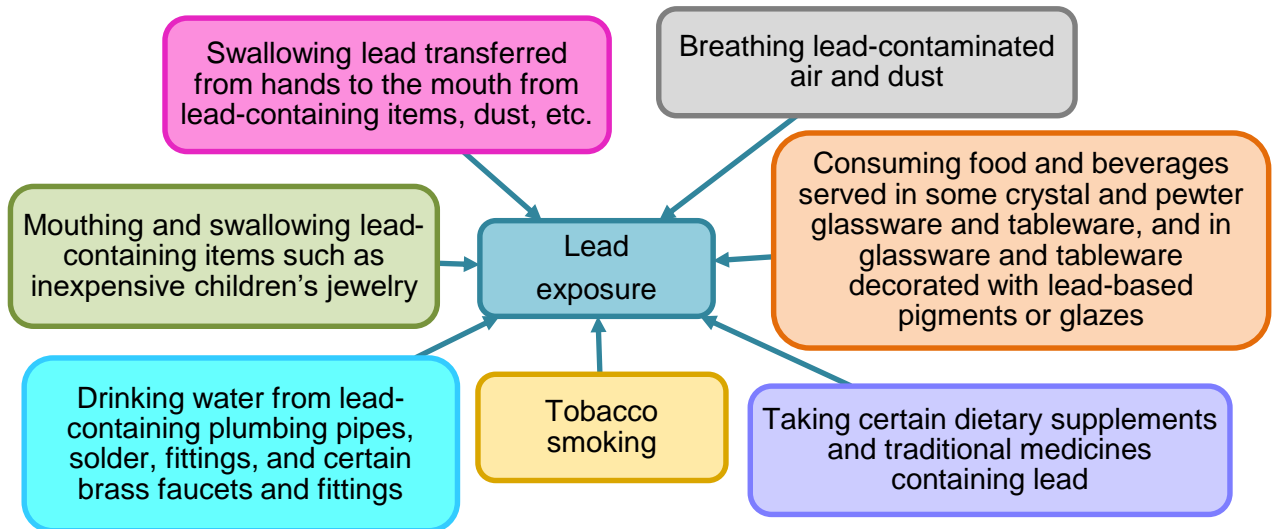 Swallowing lead transferred
from hands to the mouth from
lead-containing items, dust, etc.
Breathing lead-contaminated
air and dust
Mouthing and swallowing lead-
containing items such as
inexpensive children’s jewelry
Lead
exposure
Consuming food and beverages
served in some crystal and pewter
glassware and tableware, and in
glassware and tableware
decorated with lead-based
pigments or glazes
Drinking water from lead-
containing plumbing pipes,
solder, fittings, and certain
brass faucets and fittings
Tobacco
smoking
Taking certain dietary supplements
and traditional medicines
containing lead